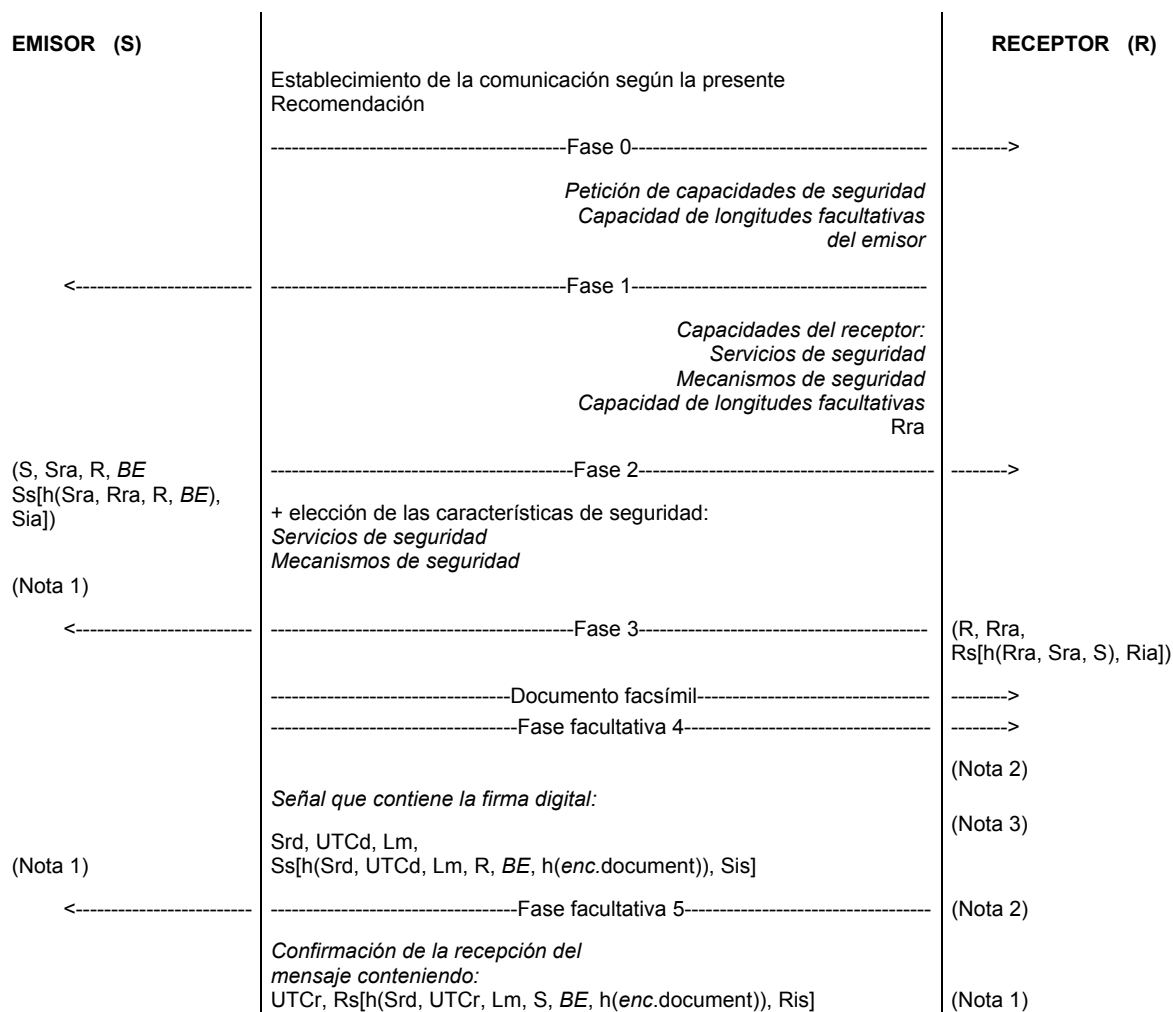 EMISOR (S)
RECEPTOR (R)
Establecimiento de la comunicación según la presente
Recomendación
------------------------------------------Fase 0------------------------------------------ -------->
Petición de capacidades de seguridad
Capacidad de longitudes facultativas
del emisor
<------------------------- ------------------------------------------Fase 1------------------------------------------
Capacidades del receptor:
Servicios de seguridad
Mecanismos de seguridad
Capacidad de longitudes facultativas
Rra
(S, Sra, R, BE -------------------------------------------Fase 2------------------------------------------ -------->
Ss[h(Sra, Rra, R, BE),
Sia])
+ elección de las características de seguridad:
Servicios de seguridad
Mecanismos de seguridad
(Nota 1)
<------------------------- -------------------------------------------Fase 3----------------------------------------- (R, Rra,
Rs[h(Rra, Sra, S), Ria])
----------------------------------Documento facsímil--------------------------------- -------->
-----------------------------------Fase facultativa 4----------------------------------- -------->
(Nota 2)
Señal que contiene la firma digital:
(Nota 3)
Srd, UTCd, Lm,
(Nota 1) Ss[h(Srd, UTCd, Lm, R, BE, h(enc.document)), Sis]
<------------------------- -----------------------------------Fase facultativa 5----------------------------------- (Nota 2)
Confirmación de la recepción del
mensaje conteniendo:
UTCr, Rs[h(Srd, UTCr, Lm, S, BE, h(enc.document)), Ris] (Nota 1)